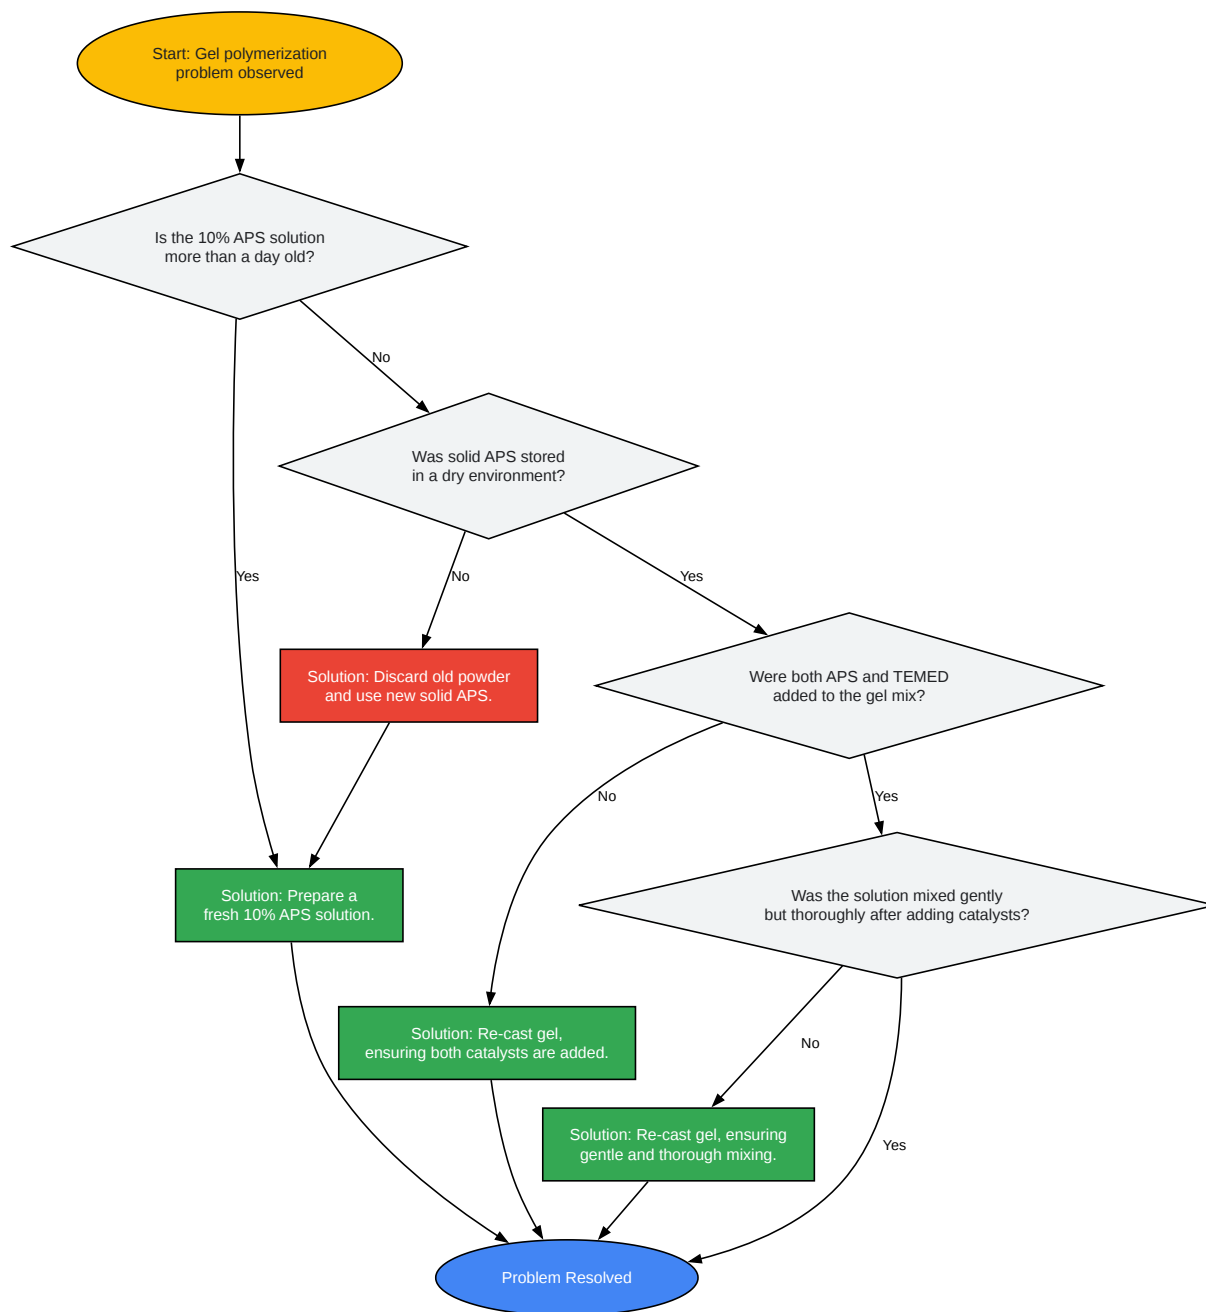 Start: Gel polymerization
problem observed
Is the 10% APS solution
more than a day old?
No
Was solid APS stored
in a dry environment?
Yes
No
Yes
Solution: Discard old powder
and use new solid APS.
Were both APS and TEMED
added to the gel mix?
No
Yes
Solution: Prepare a
fresh 10% APS solution.
Was the solution mixed gently
but thoroughly after adding catalysts?
Solution: Re-cast gel,
ensuring both catalysts are added.
No
Solution: Re-cast gel, ensuring
gentle and thorough mixing.
Yes
Problem Resolved